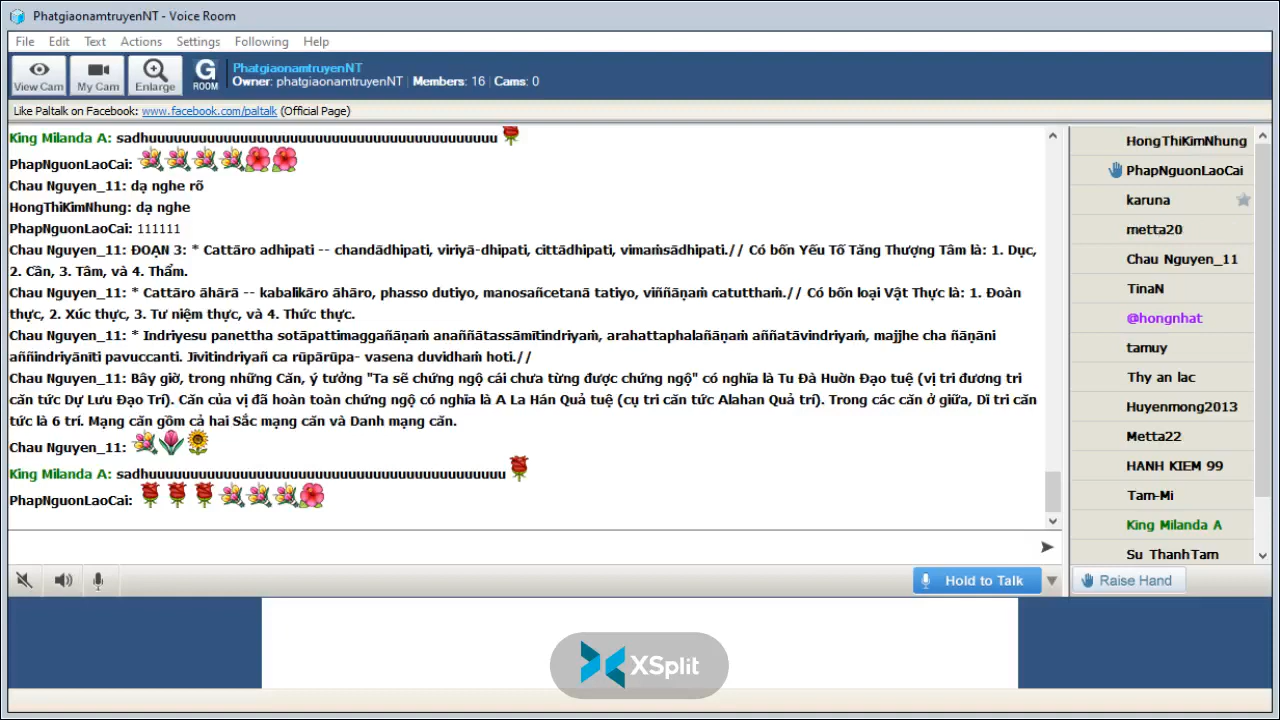 PhatgiaonamtruyenNT - Voice Room
File Edit Text Actions Settings Following Help
View Cam
My Cam
Enlarge
G ROOM
PhatgiaonamtruyenNT
Owner: phatgiaonamtruyenNT | Members: 16 | Cams: 0
Like Paltalk on Facebook: www.facebook.com/paltalk (Official Page)
King Milanda A: sadhuuuuuuuuuuuuuuuuuuuuuuuuuuuuuuuuuuuuuu
PhapNguonLaoCai:
Chau Nguyen_11: dạ nghe rõ
HongThiKimNhung: dạ nghe
PhapNguonLaoCai: 111111
Chau Nguyen_11: ĐOẠN 3: * Cattāro adhipati -- chandādhipati, viriyā-dhipati, cittādhipati, vimaṁsādhipati.// Có bốn Yếu Tố Tăng Thượng Tâm là: 1. Dục,
2. Cần, 3. Tâm, và 4. Thẩm.
Chau Nguyen_11: * Cattāro āhārā -- kabalikāro āhāro, phasso dutiyo, manosañcetanā tatiyo, viññāṇaṁ catutthaṁ.// Có bốn loại Vật Thực là: 1. Đoàn
thực, 2. Xúc thực, 3. Tư niệm thực, và 4. Thức thực.
Chau Nguyen_11: * Indriyesu panettha sotāpattimaggañāṇaṁ anaññātassāmītindriyaṁ, arahattaphalañāṇaṁ aññatāvindriyaṁ, majjhe cha ñāṇāni
aññindriyānīti pavuccanti. Jīvitindriyañ ca rūpārūpa- vasena duvidhaṁ hoti.//
Chau Nguyen_11: Bây giờ, trong những Căn, ý tưởng "Ta sẽ chứng ngộ cái chưa từng được chứng ngộ" có nghĩa là Tu Đà Huờn Đạo tuệ (vị tri đương tri
căn tức Dự Lưu Đạo Trí). Căn của vị đã hoàn toàn chứng ngộ có nghĩa là A La Hán Quả tuệ (cụ tri căn tức Alahan Quả trí). Trong các căn ở giữa, Dĩ tri căn
tức là 6 trí. Mạng căn gồm cả hai Sắc mạng căn và Danh mạng căn.
Chau Nguyen_11:
King Milanda A: sadhuuuuuuuuuuuuuuuuuuuuuuuuuuuuuuuuuuuuuuu
PhapNguonLaoCai:
HongThiKimNhung
PhapNguonLaoCai
karuna
metta20
Chau Nguyen_11
TinaN
@hongnhat
tamuy
Thy an lac
Huyenmong2013
Metta22
HANH KIEM 99
Tam-Mi
King Milanda A
Su ThanhTam
Hold to Talk
Raise Hand
XSplit